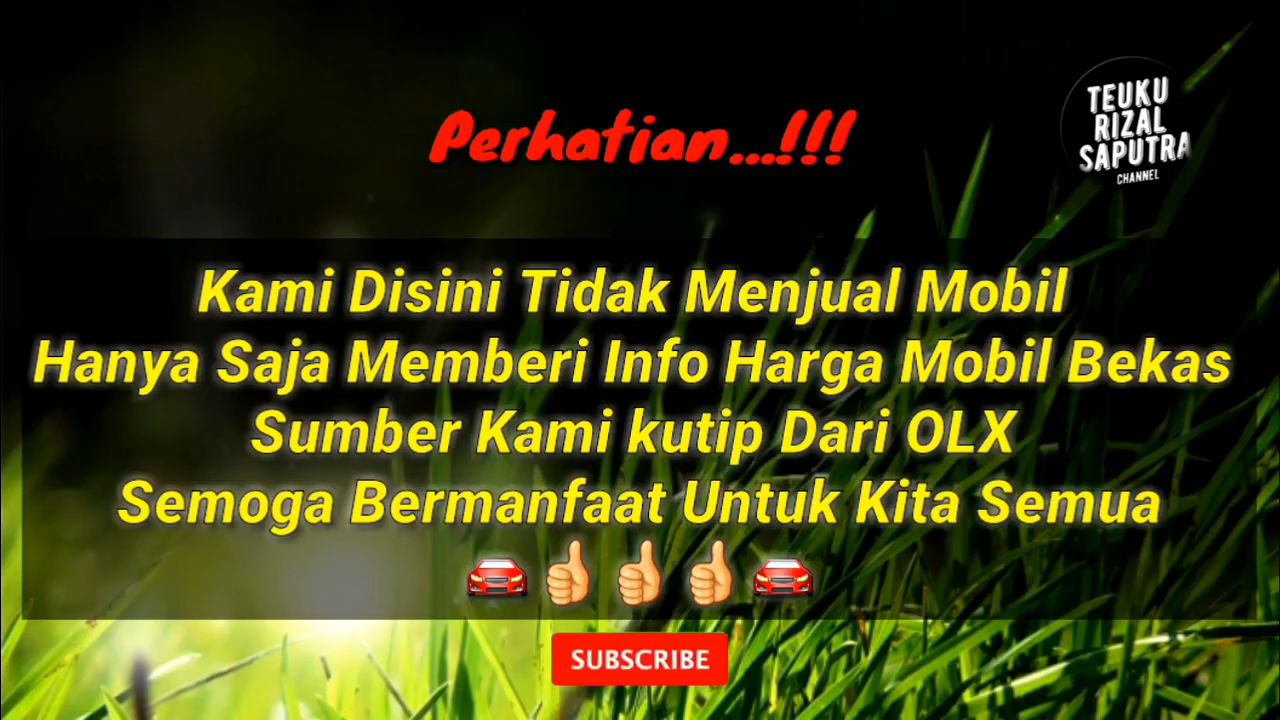 Perhatian...!!!
TEUKU
RIZAL
SAPUTRA
CHANNEL
Kami Disini Tidak Menjual Mobil
Hanya Saja Memberi Info Harga Mobil Bekas
Sumber Kami kutip Dari OLX
Semoga Bermanfaat Untuk Kita Semua
🚘👍👍👍🚘
SUBSCRIBE